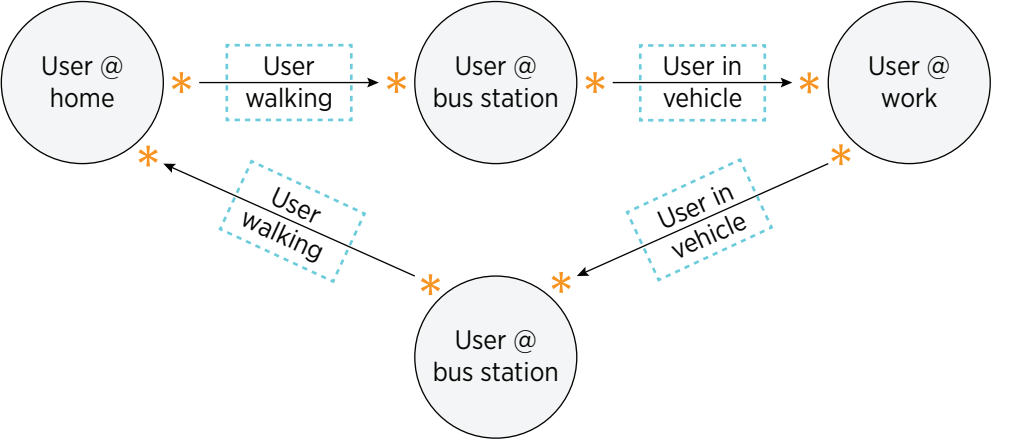 User @
home
*
User
walking
*
User @
bus station
*
User in
vehicle
*
User @
work
*
*
User
walking
User in
vehicle
*
*
User @
bus station